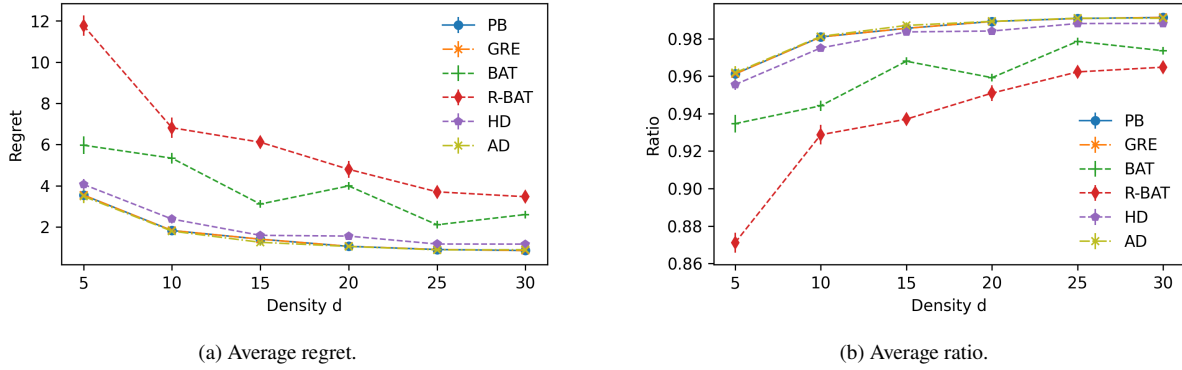 12
10
8
6
4
2
Regret
5 10 15 20 25 30
Density d
PB
GRE
BAT
R-BAT
HD
AD
(a) Average regret.
0.98
0.96
0.94
0.92
0.90
0.88
0.86
Ratio
5 10 15 20 25 30
Density d
PB
GRE
BAT
R-BAT
HD
AD
(b) Average ratio.